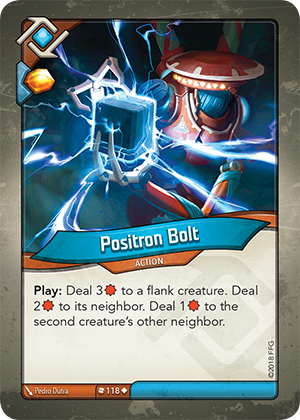 Positron Bolt
ACTION
Play: Deal 3 to a flank creature. Deal
2 to its neighbor. Deal 1 to the
second creature's other neighbor.
©2018 FFG
Pedro Dutra
118